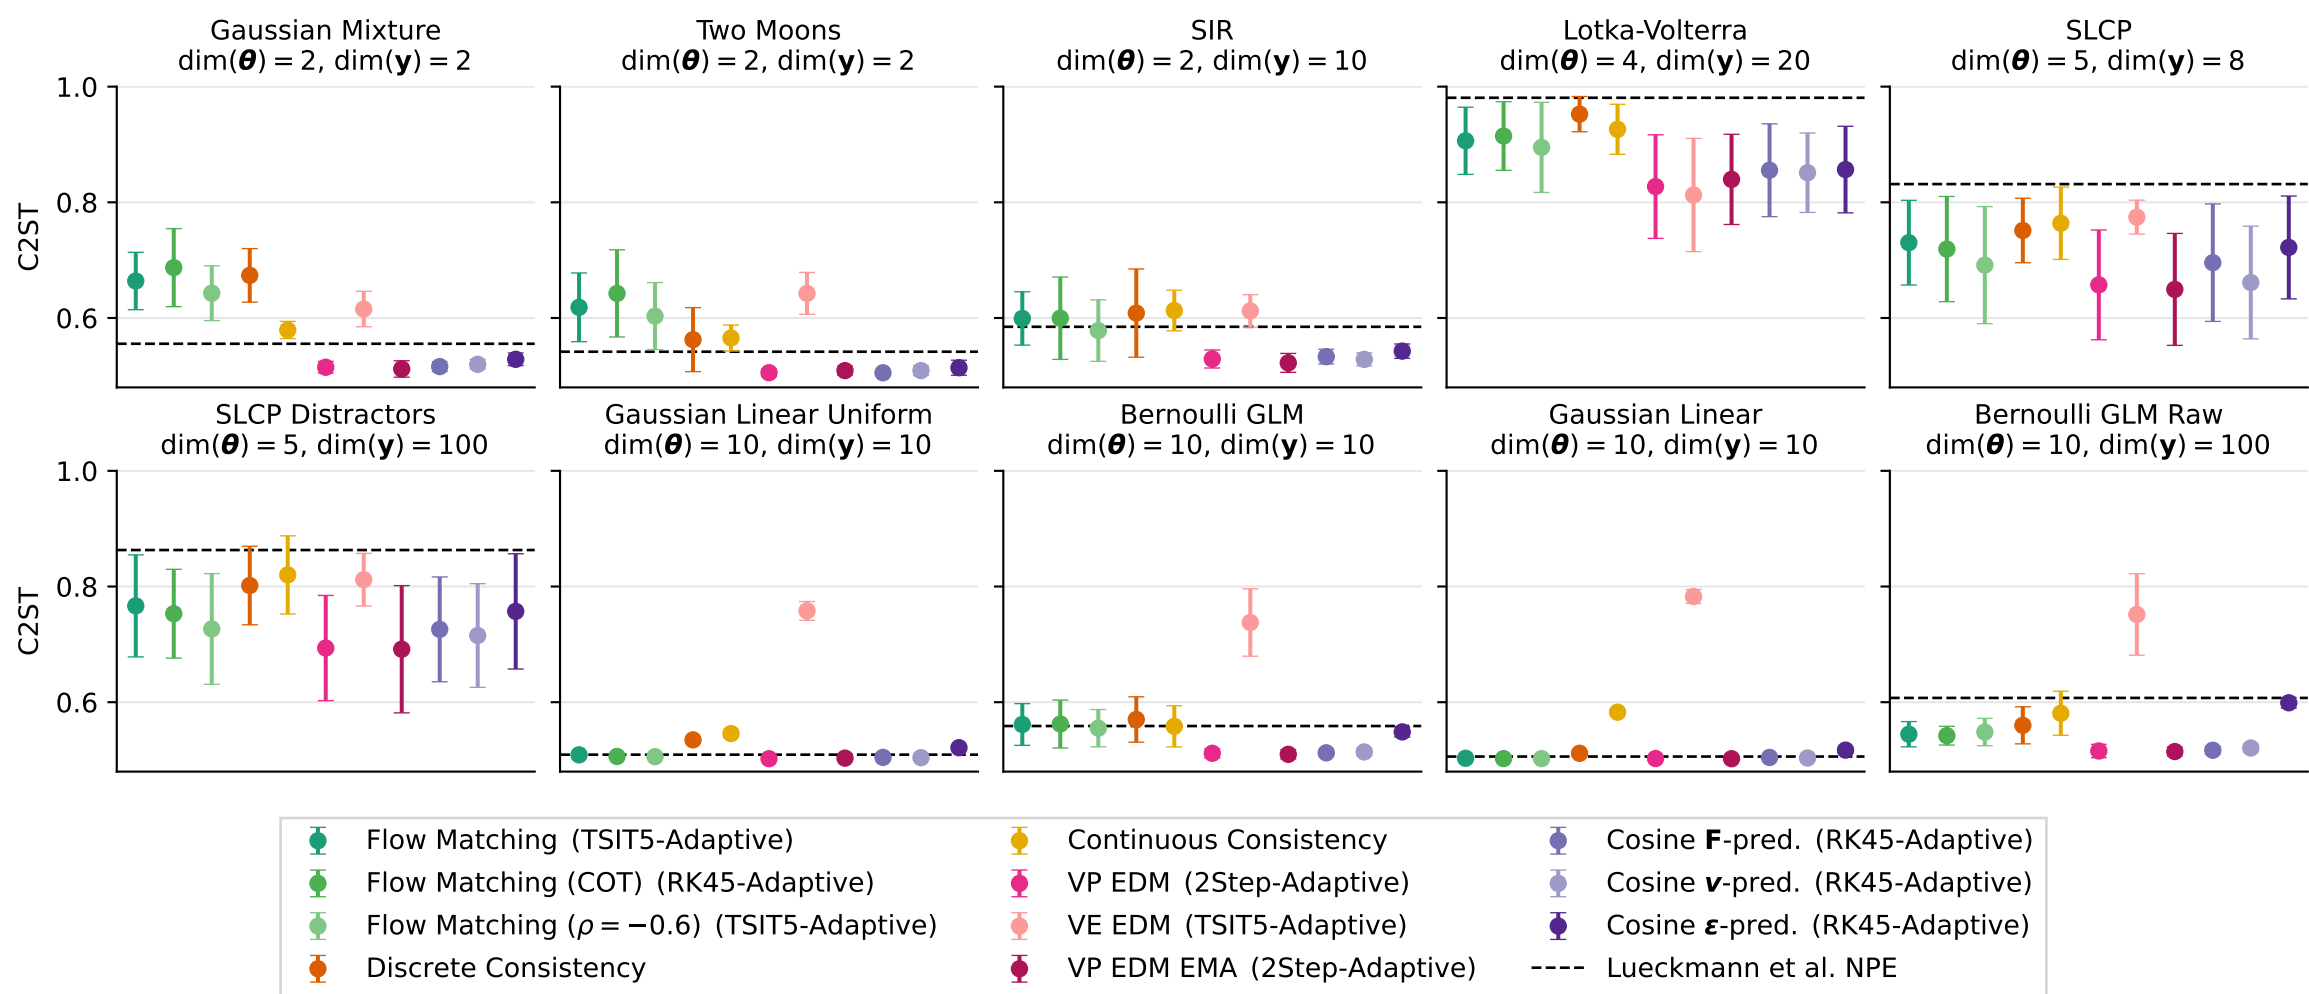 Gaussian Mixture
dim(θ) = 2, dim(y) = 2
Two Moons
dim(θ) = 2, dim(y) = 2
SIR
dim(θ) = 2, dim(y) = 10
Lotka-Volterra
dim(θ) = 4, dim(y) = 20
SLCP
dim(θ) = 5, dim(y) = 8
1.0
0.8
0.6
C2ST
SLCP Distractors
dim(θ) = 5, dim(y) = 100
Gaussian Linear Uniform
dim(θ) = 10, dim(y) = 10
Bernoulli GLM
dim(θ) = 10, dim(y) = 10
Gaussian Linear
dim(θ) = 10, dim(y) = 10
Bernoulli GLM Raw
dim(θ) = 10, dim(y) = 100
1.0
0.8
0.6
C2ST
Flow Matching (TSIT5-Adaptive)
Flow Matching (COT) (RK45-Adaptive)
Flow Matching (ρ = −0.6) (TSIT5-Adaptive)
Discrete Consistency
Continuous Consistency
VP EDM (2Step-Adaptive)
VE EDM (TSIT5-Adaptive)
VP EDM EMA (2Step-Adaptive)
Cosine F-pred. (RK45-Adaptive)
Cosine v-pred. (RK45-Adaptive)
Cosine ε-pred. (RK45-Adaptive)
Lueckmann et al. NPE